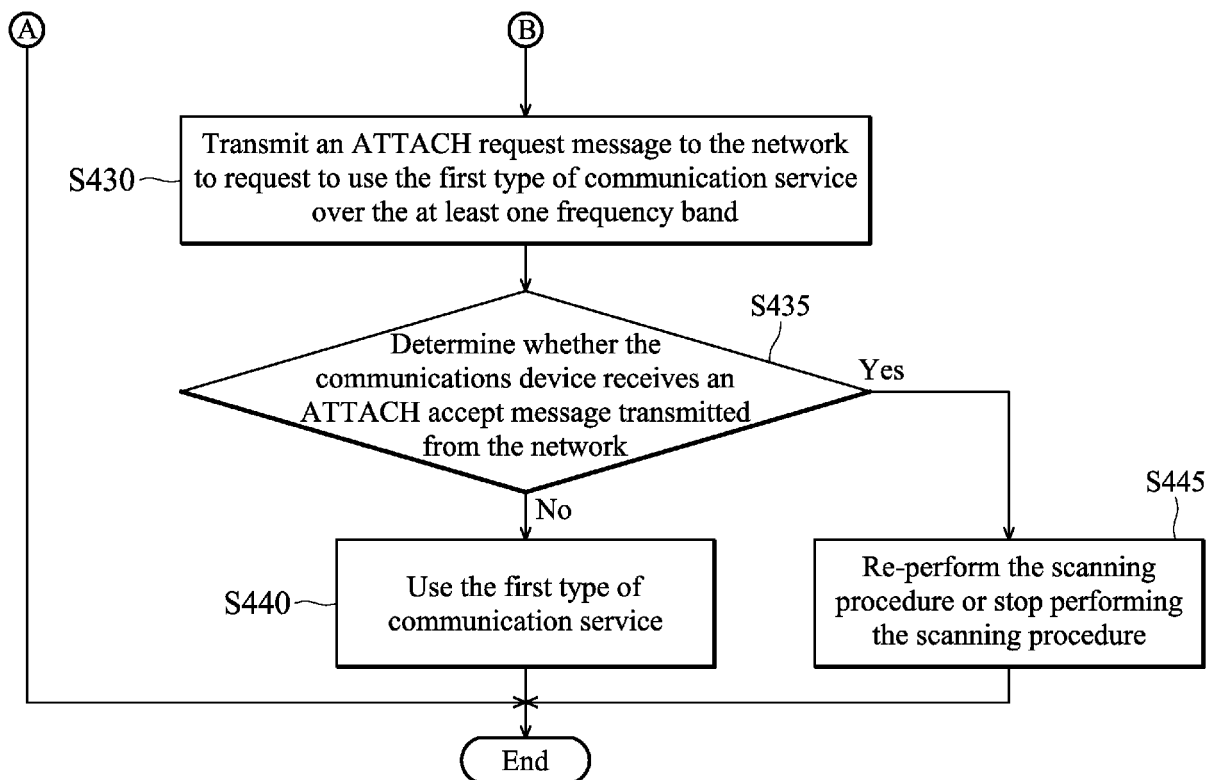 A
B
Transmit an ATTACH request message to the network
to request to use the first type of communication service
over the at least one frequency band
S430
S435
Determine whether the
communications device receives an
ATTACH accept message transmitted
from the network
Yes
No
S445
Use the first type of
communication service
S440
Re-perform the scanning
procedure or stop performing
the scanning procedure
End